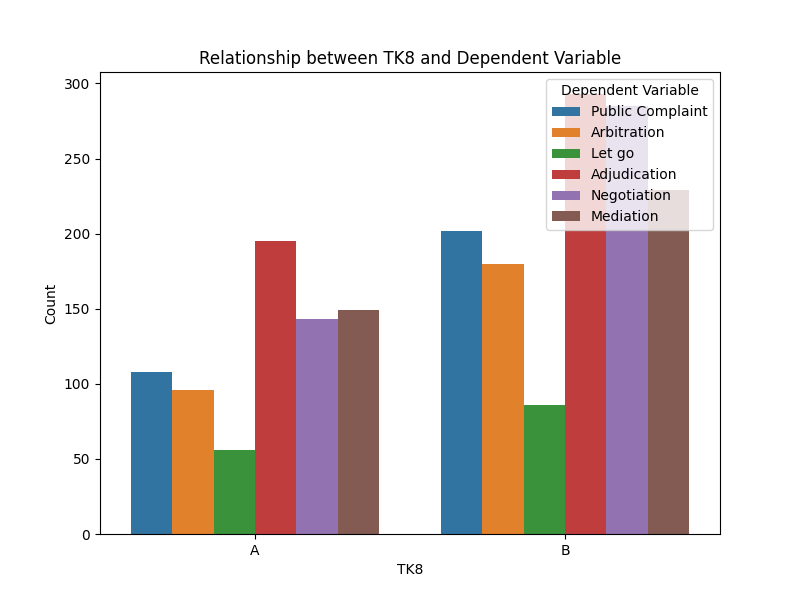 Relationship between TK8 and Dependent Variable
Dependent Variable
Public Complaint
Arbitration
Let go
Adjudication
Negotiation
Mediation
300
250
200
150
100
50
0
Count
A
B
TK8